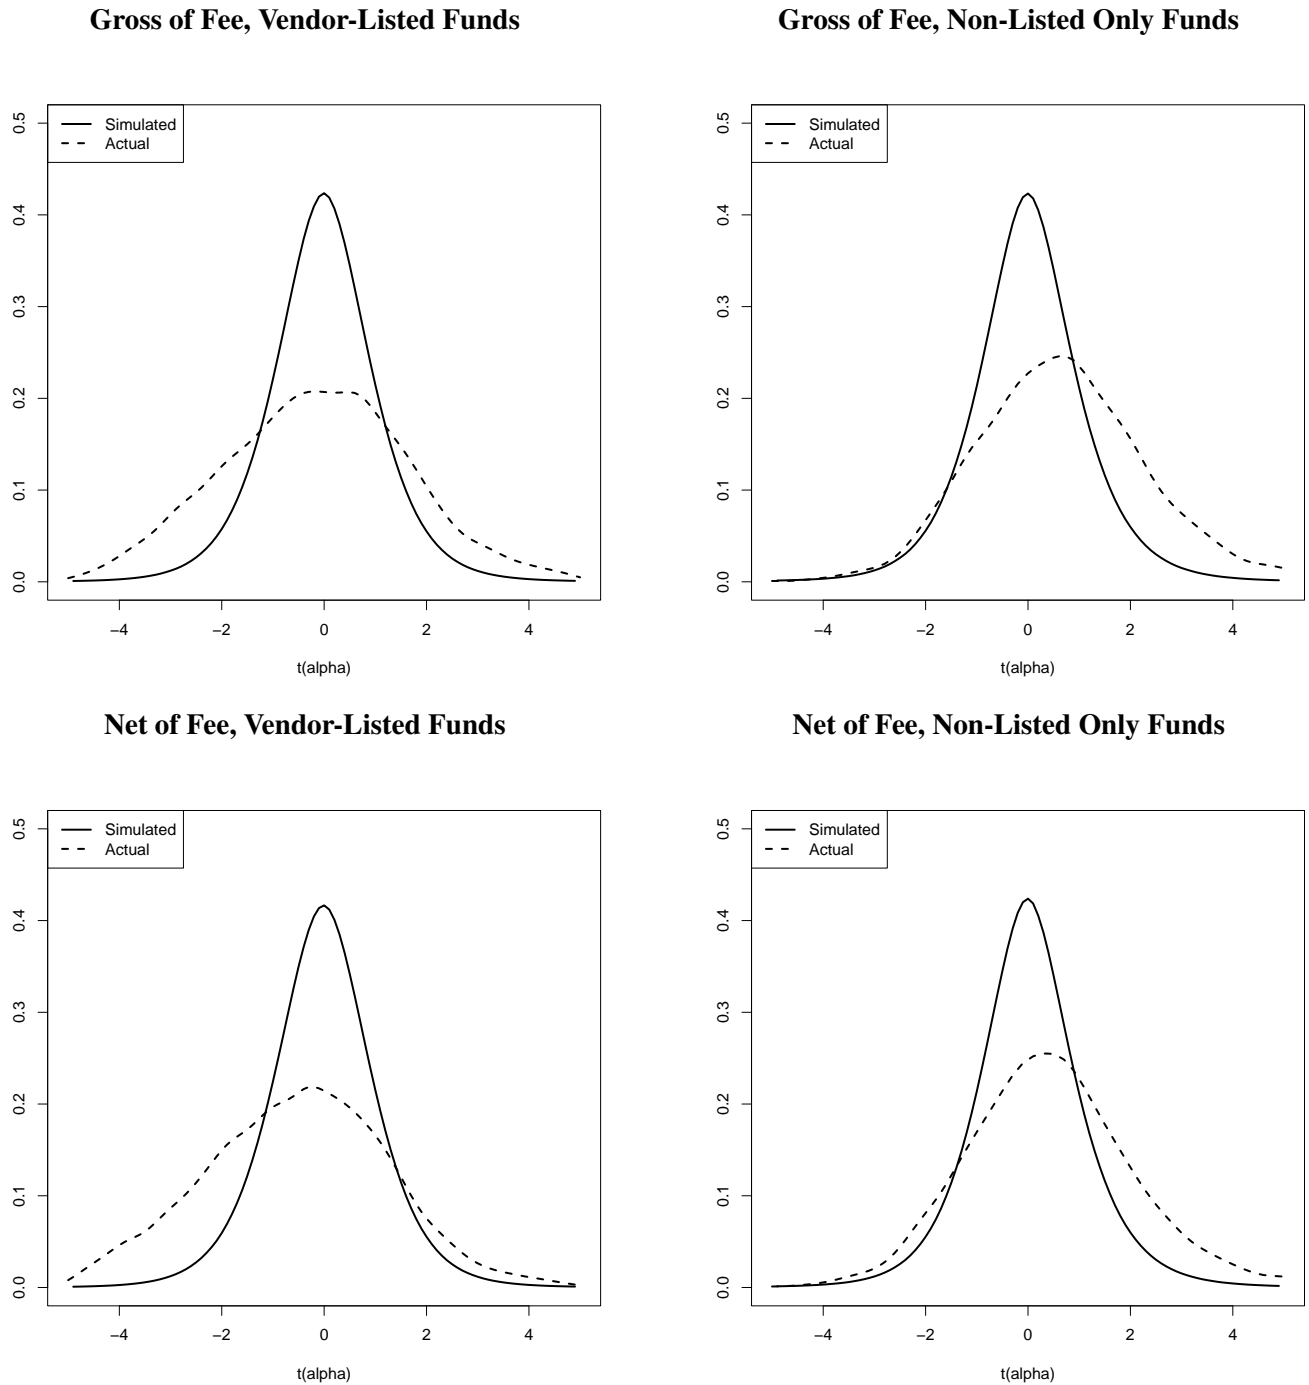 Gross of Fee, Vendor-Listed Funds
0.5
0.4
0.3
0.2
0.1
0.0
Simulated
Actual
−4 −2 0 2 4
t(alpha)
Gross of Fee, Non-Listed Only Funds
0.5
0.4
0.3
0.2
0.1
0.0
Simulated
Actual
−4 −2 0 2 4
t(alpha)
Net of Fee, Vendor-Listed Funds
0.5
0.4
0.3
0.2
0.1
0.0
Simulated
Actual
−4 −2 0 2 4
t(alpha)
Net of Fee, Non-Listed Only Funds
0.5
0.4
0.3
0.2
0.1
0.0
Simulated
Actual
−4 −2 0 2 4
t(alpha)